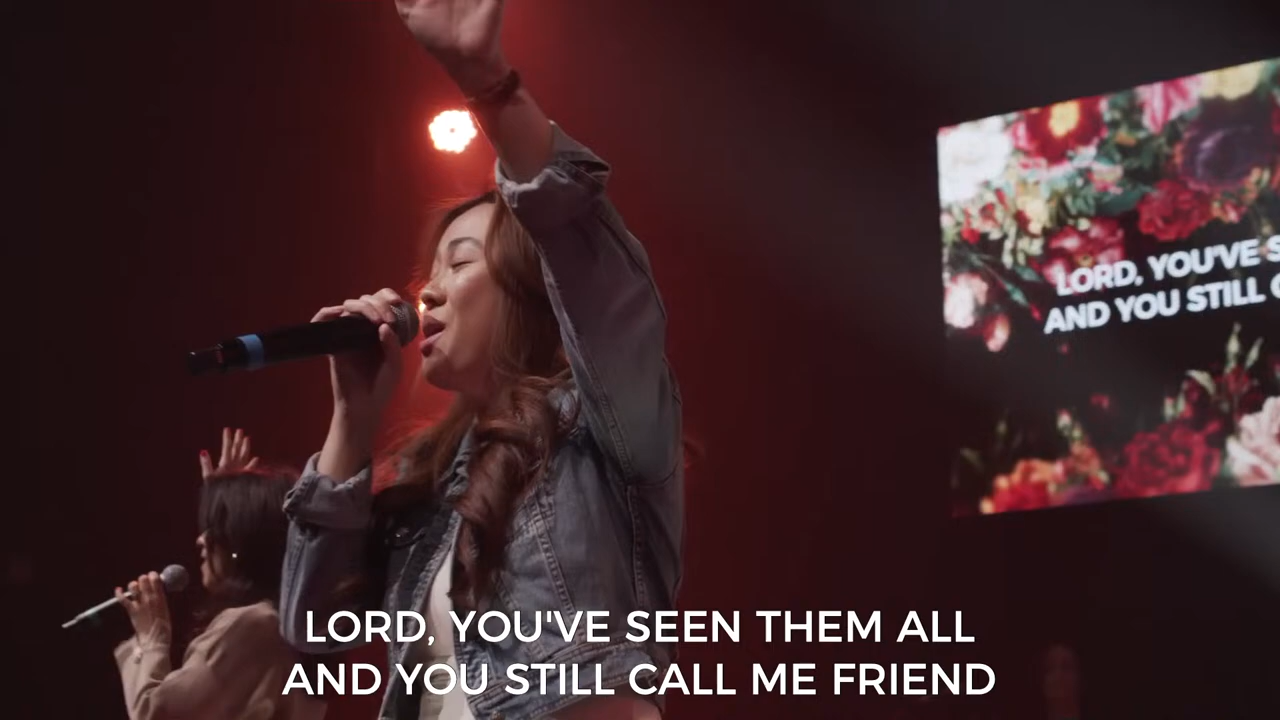 LORD, YOU'VE S
AND YOU STILL
LORD, YOU'VE SEEN THEM ALL
AND YOU STILL CALL ME FRIEND